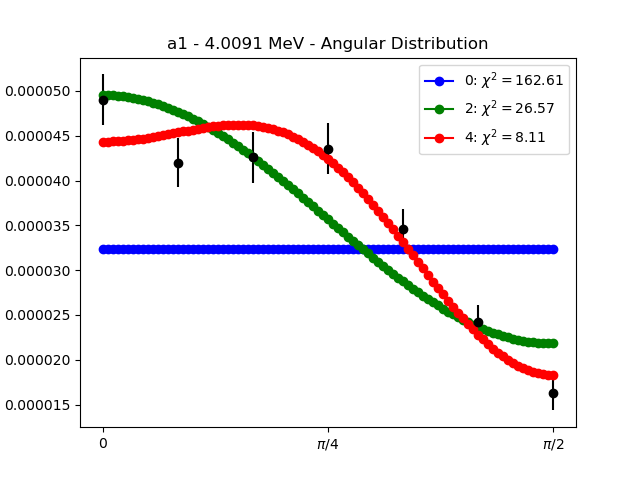 a1 - 4.0091 MeV - Angular Distribution
0.000050
0.000045
0.000040
0.000035
0.000030
0.000025
0.000020
0.000015
0
π/4
π/2
0: χ² = 162.61
2: χ² = 26.57
4: χ² = 8.11